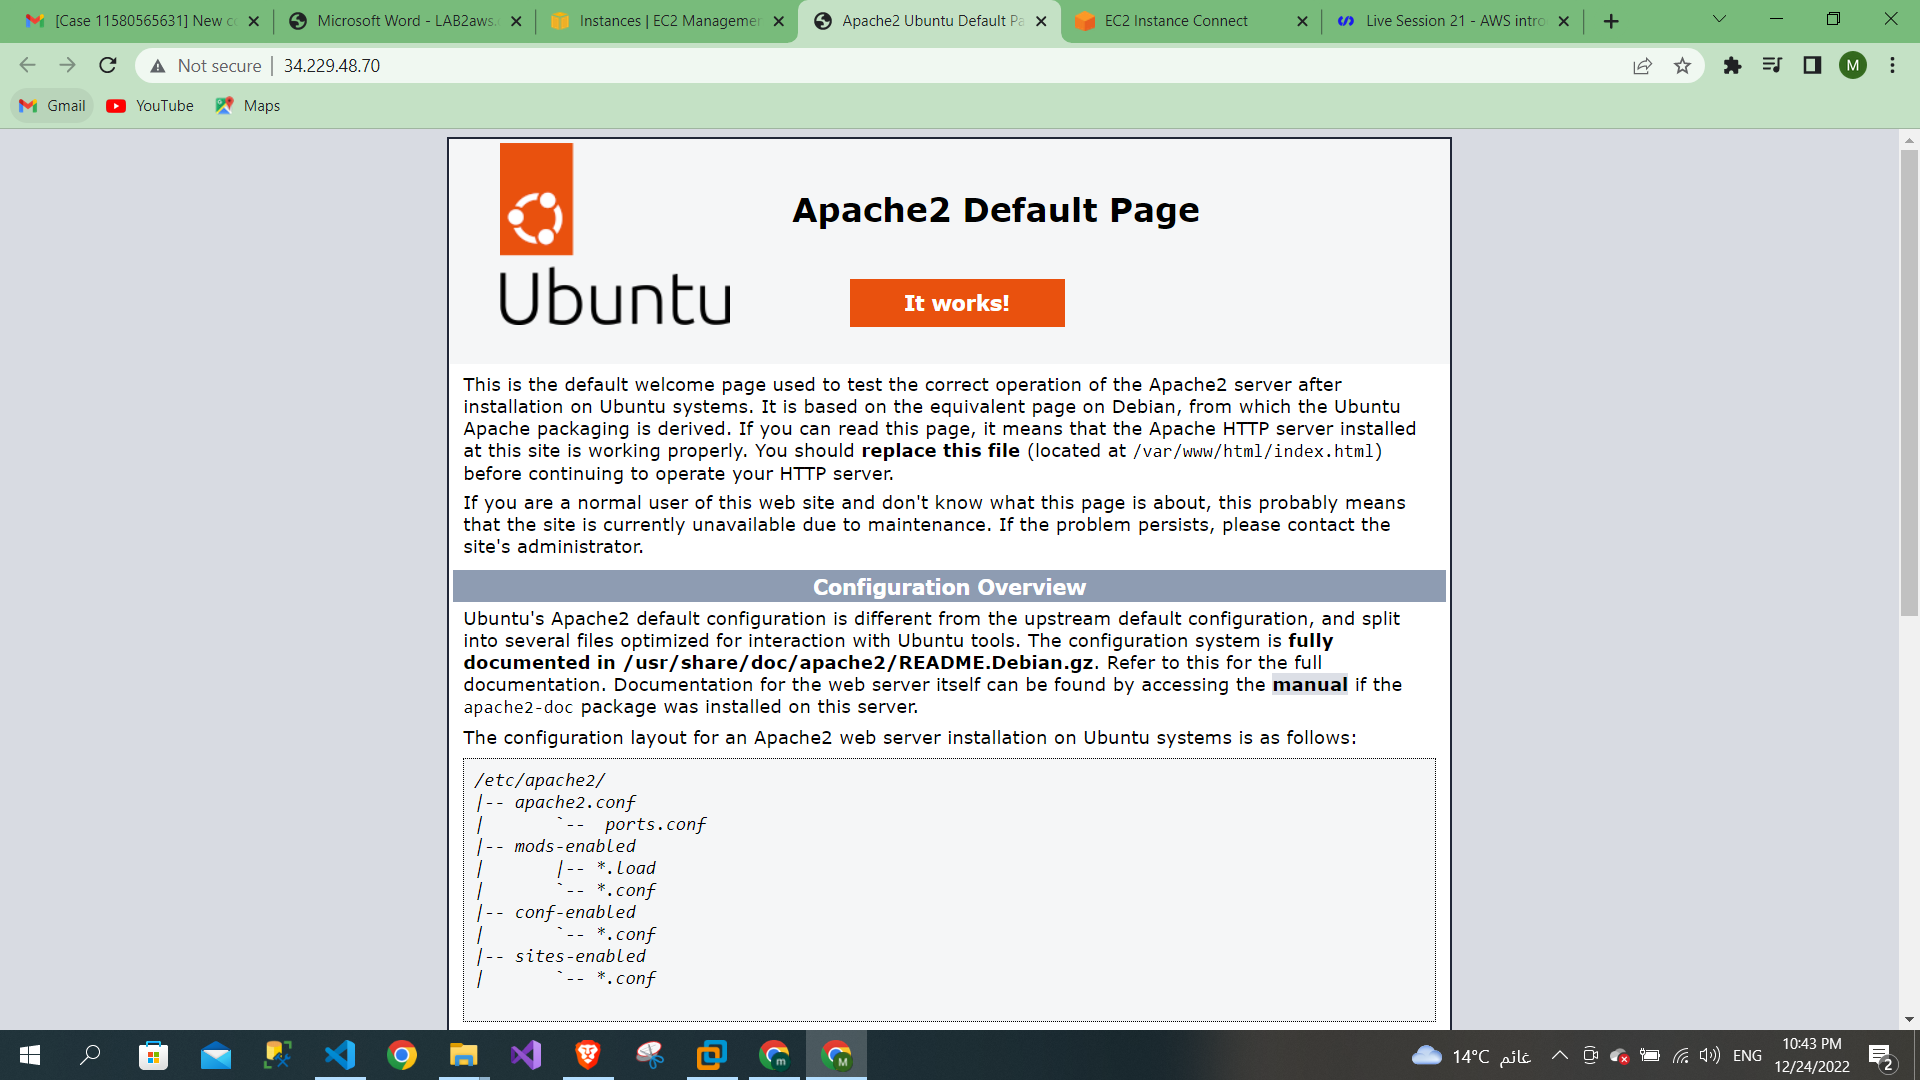 [Case 11580565631] New co
Microsoft Word - LAB2aws.
Instances | EC2 Managemen
Apache2 Ubuntu Default Pa
EC2 Instance Connect
Live Session 21 - AWS intro
Not secure
34.229.48.70
M
Gmail
YouTube
Maps
Apache2 Default Page
Ubuntu
It works!
This is the default welcome page used to test the correct operation of the Apache2 server after
installation on Ubuntu systems. It is based on the equivalent page on Debian, from which the Ubuntu
Apache packaging is derived. If you can read this page, it means that the Apache HTTP server installed
at this site is working properly. You should replace this file (located at /var/www/html/index.html)
before continuing to operate your HTTP server.
If you are a normal user of this web site and don't know what this page is about, this probably means
that the site is currently unavailable due to maintenance. If the problem persists, please contact the
site's administrator.
Configuration Overview
Ubuntu's Apache2 default configuration is different from the upstream default configuration, and split
into several files optimized for interaction with Ubuntu tools. The configuration system is fully
documented in /usr/share/doc/apache2/README.Debian.gz. Refer to this for the full
documentation. Documentation for the web server itself can be found by accessing the manual if the
apache2-doc package was installed on this server.
The configuration layout for an Apache2 web server installation on Ubuntu systems is as follows:
/etc/apache2/
|-- apache2.conf
|       `--  ports.conf
|-- mods-enabled
|       |-- *.load
|       `-- *.conf
|-- conf-enabled
|       `-- *.conf
|-- sites-enabled
|       `-- *.conf
m
M
14°C غائم
ENG
10:43 PM
12/24/2022
2